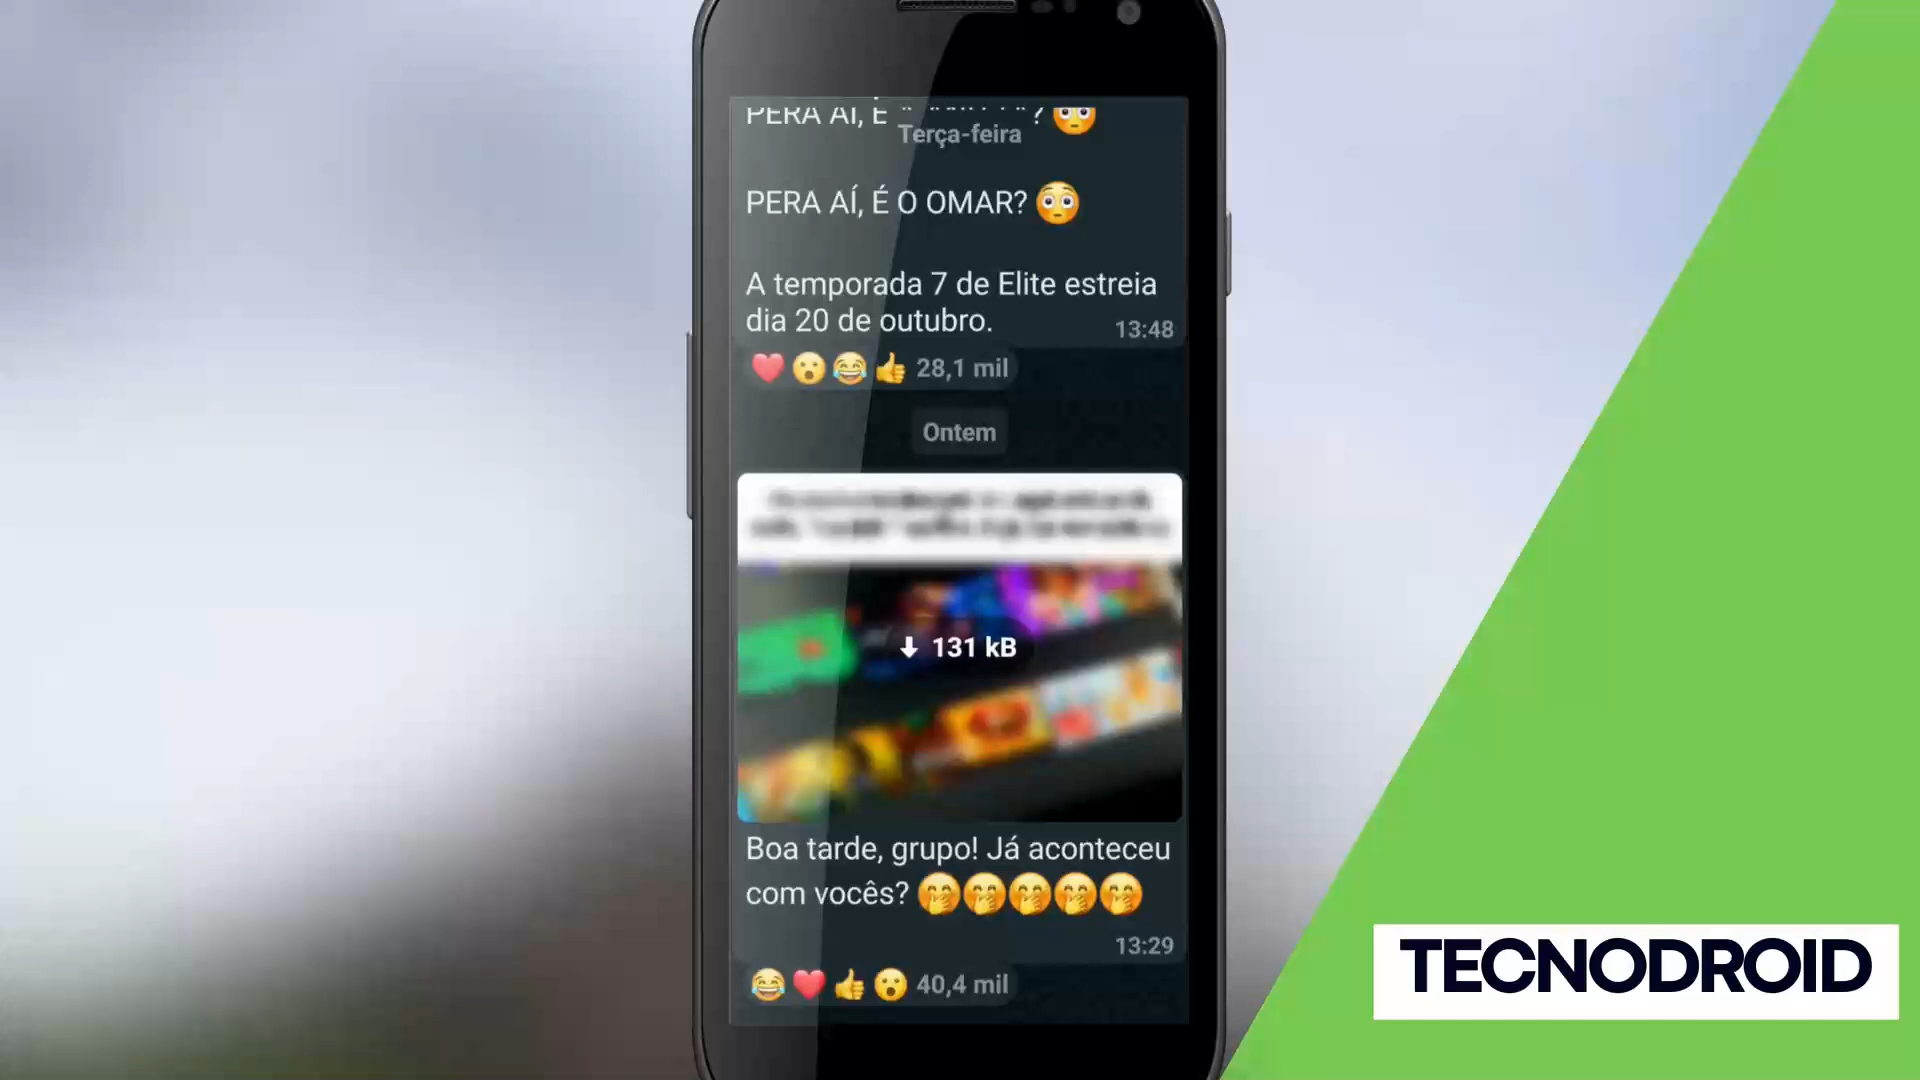 PERA AÍ, É ? 😳
Terça-feira
PERA AÍ, É O OMAR? 😳
A temporada 7 de Elite estreia
dia 20 de outubro.
13:48
❤️😮😂👍 28,1 mil
Ontem
↓ 131 kB
Boa tarde, grupo! Já aconteceu
com vocês? 🤭🤭🤭🤭🤭
13:29
😂❤️👍😮 40,4 mil
TECNODROID